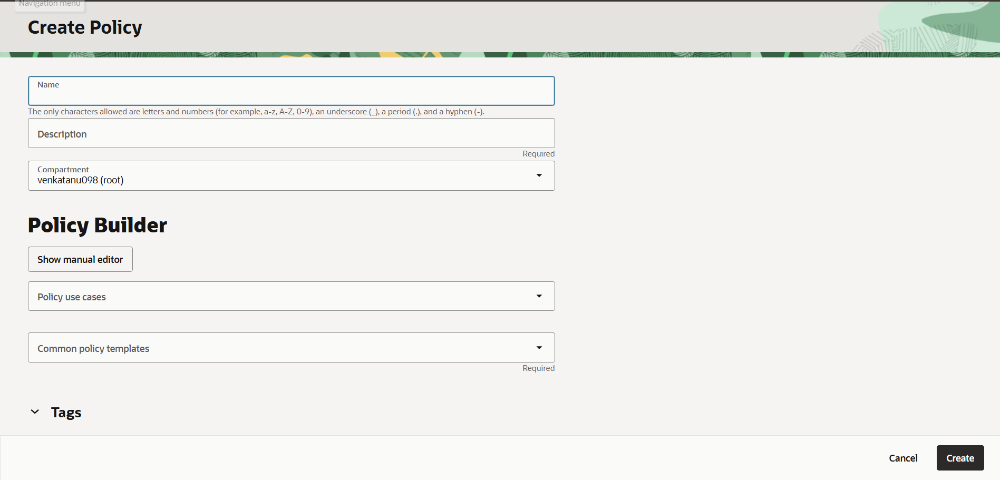 Navigation menu
Create Policy
Name
The only characters allowed are letters and numbers (for example, a-z, A-Z, 0-9), an underscore (_), a period (.), and a hyphen (-).
Description
Required
Compartment
venkatanu098 (root)
Policy Builder
Show manual editor
Policy use cases
Common policy templates
Required
Tags
Cancel
Create